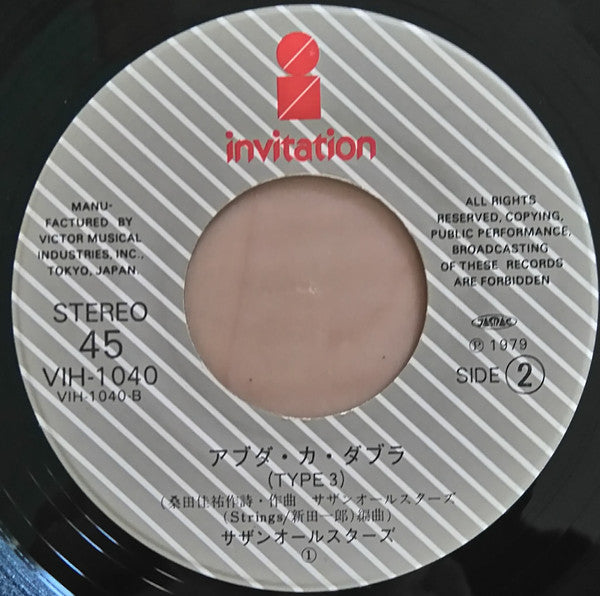 invitation
MANU-
FACTURED BY
VICTOR MUSICAL
INDUSTRIES, INC.,
TOKYO, JAPAN.
STEREO
45
VIH-1040
VIH-1040-B
ALL RIGHTS
RESERVED, COPYING,
PUBLIC PERFORMANCE,
BROADCASTING
OF THESE RECORDS
ARE FORBIDDEN
JASRAC
Ⓟ 1979
SIDE ②
アブダ・カ・ダブラ
(TYPE 3)
(桑田佳祐作詩・作曲 サザンオールスターズ
(Strings/新田一郎)編曲)
サザンオールスターズ
①